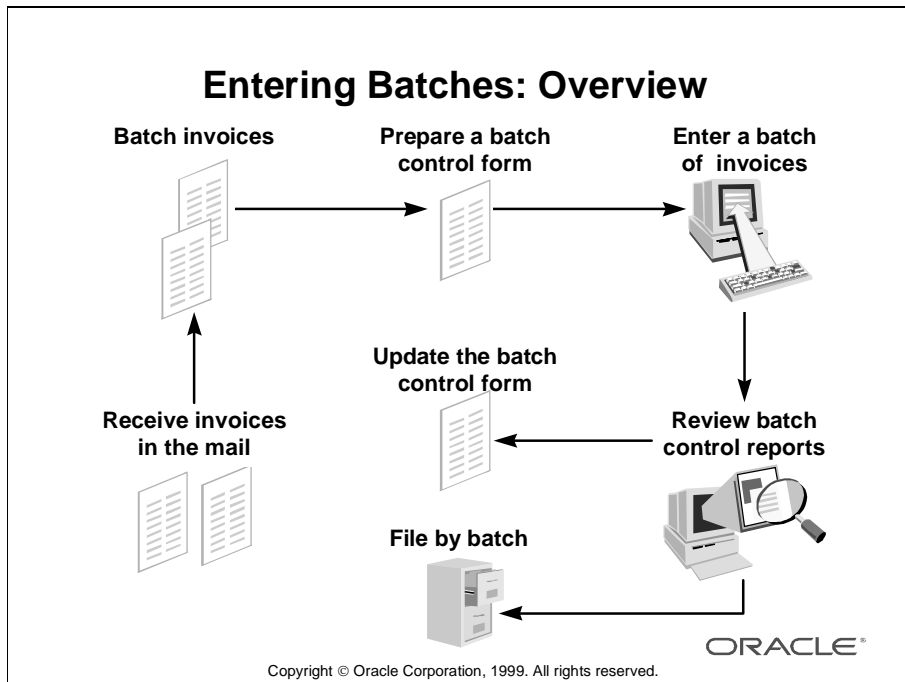 Entering Batches: Overview
Batch invoices
Prepare a batch
control form
Enter a batch
of invoices
Update the batch
control form
Receive invoices
in the mail
Review batch
control reports
File by batch
ORACLE®
Copyright © Oracle Corporation, 1999. All rights reserved.